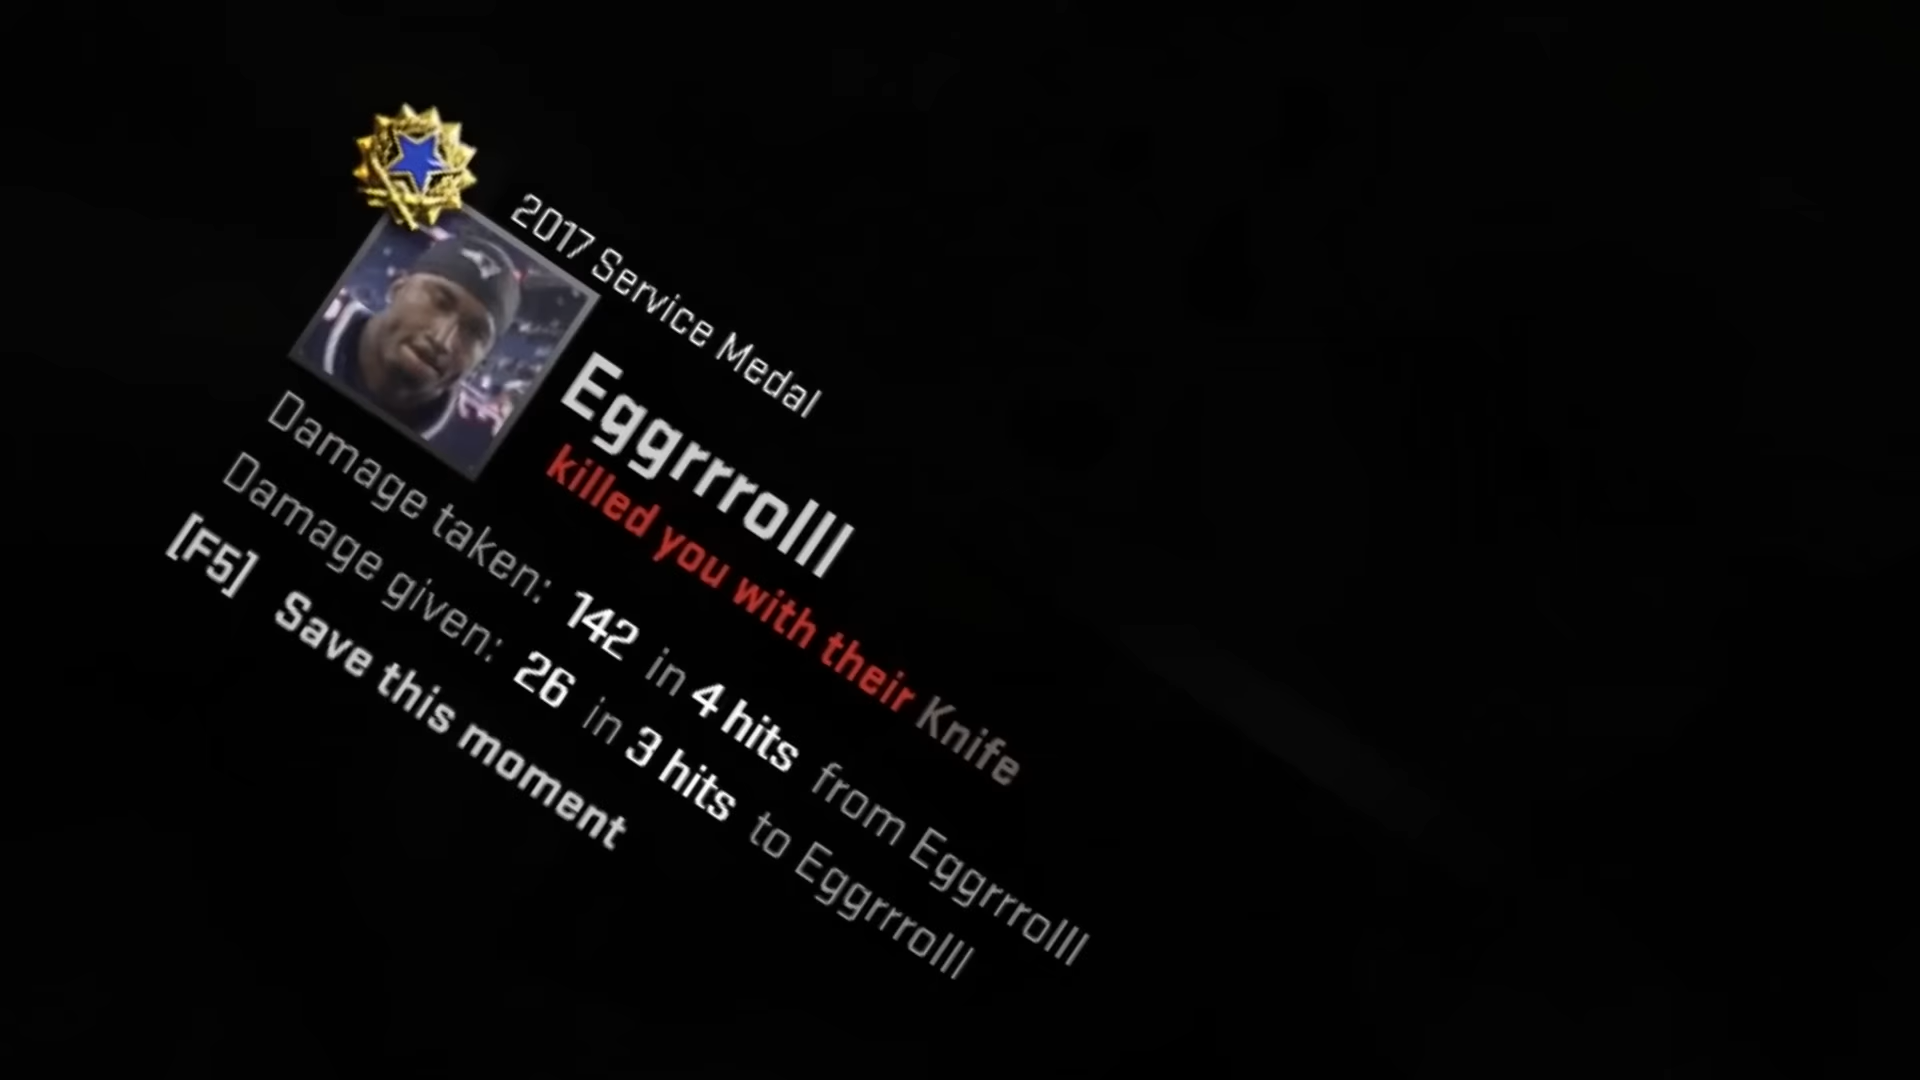 2017 Service Medal
Eggrrrolll
killed you with their Knife
Damage taken: 142 in 4 hits from Eggrrrolll
Damage given: 26 in 3 hits to Eggrrrolll
[F5] Save this moment